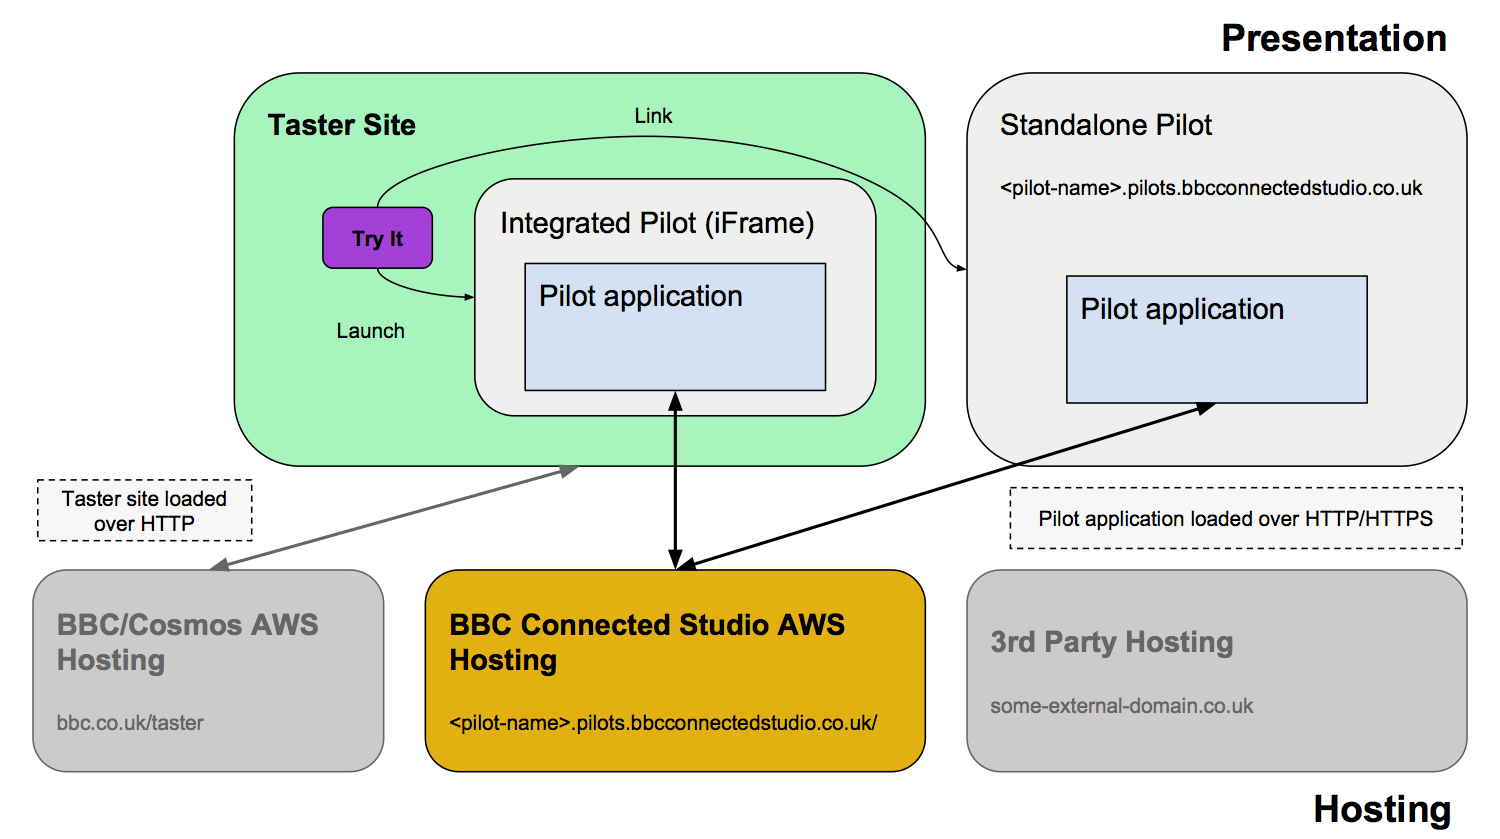 Presentation
Taster Site
Link
Standalone Pilot
<pilot-name>.pilots.bbcconnectedstudio.co.uk
Try It
Integrated Pilot (iFrame)
Pilot application
Pilot application
Launch
Taster site loaded
over HTTP
Pilot application loaded over HTTP/HTTPS
BBC/Cosmos AWS
Hosting
bbc.co.uk/taster
BBC Connected Studio AWS
Hosting
<pilot-name>.pilots.bbcconnectedstudio.co.uk/
3rd Party Hosting
some-external-domain.co.uk
Hosting